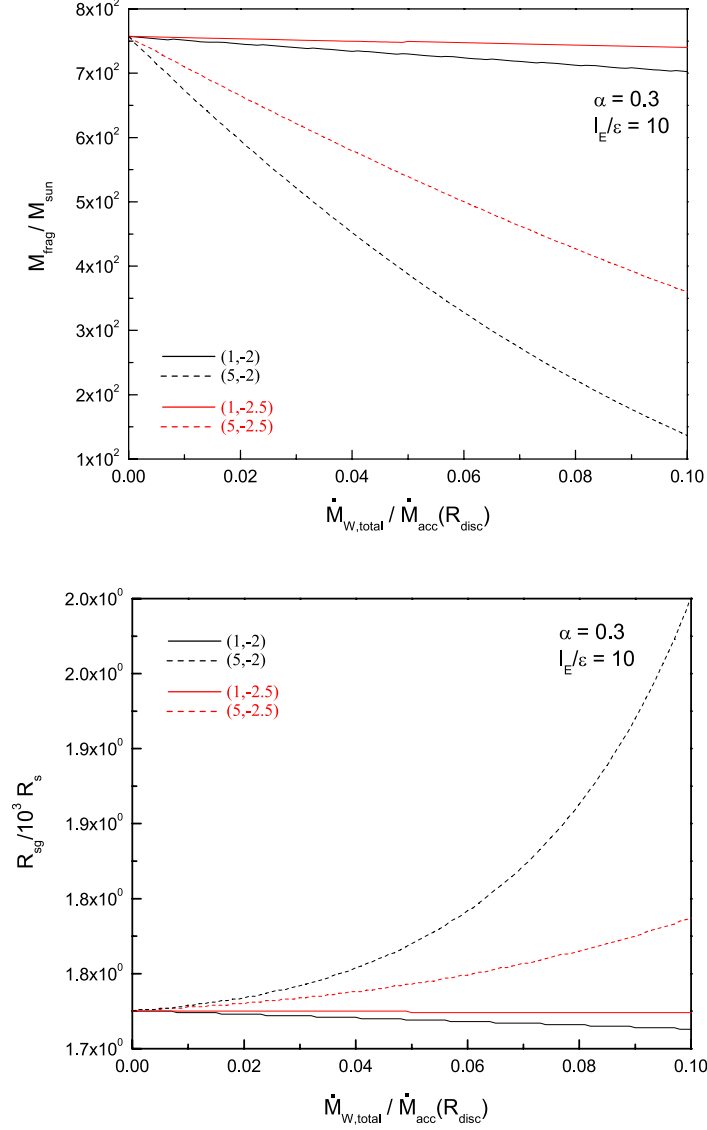 8x10²
7x10²
6x10²
5x10²
4x10²
3x10²
2x10²
1x10²
M_frag / M_sun
α = 0.3
l_E/ε = 10
(1,-2)
(5,-2)
(1,-2.5)
(5,-2.5)
0.00 0.02 0.04 0.06 0.08 0.10
Ṁ_W,total / Ṁ_acc(R_disc)
2.0x10⁰
2.0x10⁰
1.9x10⁰
1.9x10⁰
1.8x10⁰
1.8x10⁰
1.7x10⁰
R_sg/10³ R_s
(1,-2)
(5,-2)
(1,-2.5)
(5,-2.5)
α = 0.3
l_E/ε = 10
0.00 0.02 0.04 0.06 0.08 0.10
Ṁ_W,total / Ṁ_acc(R_disc)